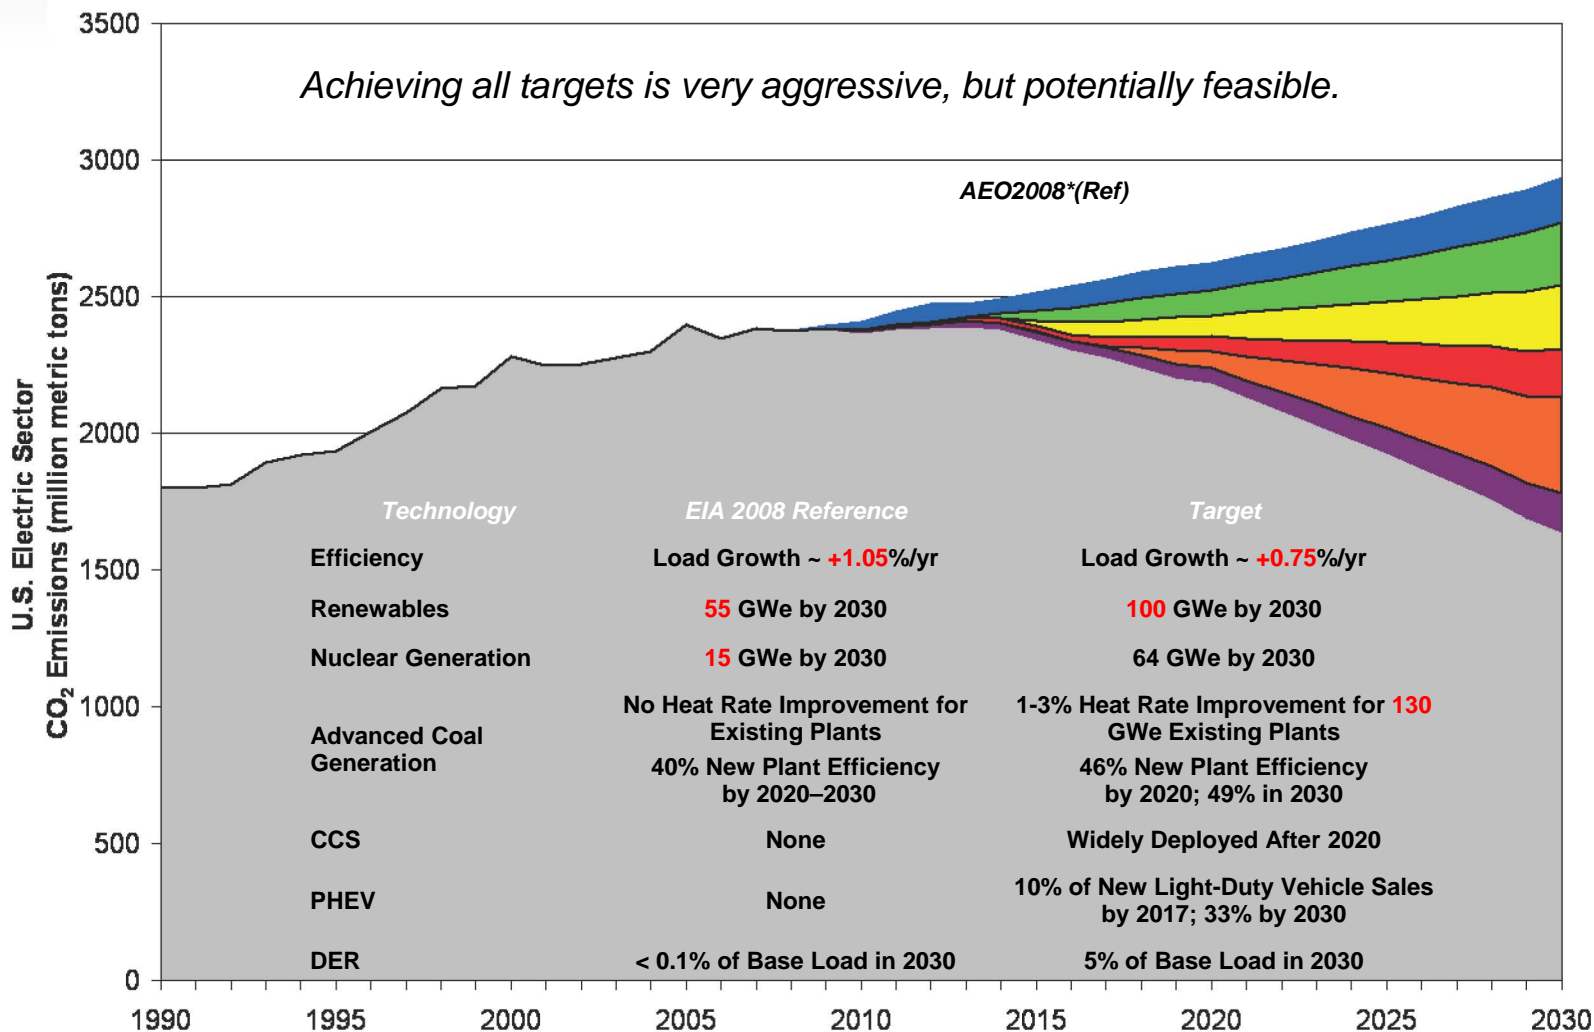 3500
Achieving all targets is very aggressive, but potentially feasible.
3000
AEO2008*(Ref)
2500
2000
1500
1000
500
0
U.S. Electric Sector
CO₂ Emissions (million metric tons)
Technology EIA 2008 Reference Target
Efficiency Load Growth ~ +1.05%/yr Load Growth ~ +0.75%/yr
Renewables 55 GWe by 2030 100 GWe by 2030
Nuclear Generation 15 GWe by 2030 64 GWe by 2030
Advanced Coal
Generation
No Heat Rate Improvement for
Existing Plants
40% New Plant Efficiency
by 2020–2030
1-3% Heat Rate Improvement for 130
GWe Existing Plants
46% New Plant Efficiency
by 2020; 49% in 2030
CCS None Widely Deployed After 2020
PHEV None
10% of New Light-Duty Vehicle Sales
by 2017; 33% by 2030
DER < 0.1% of Base Load in 2030 5% of Base Load in 2030
1990 1995 2000 2005 2010 2015 2020 2025 2030